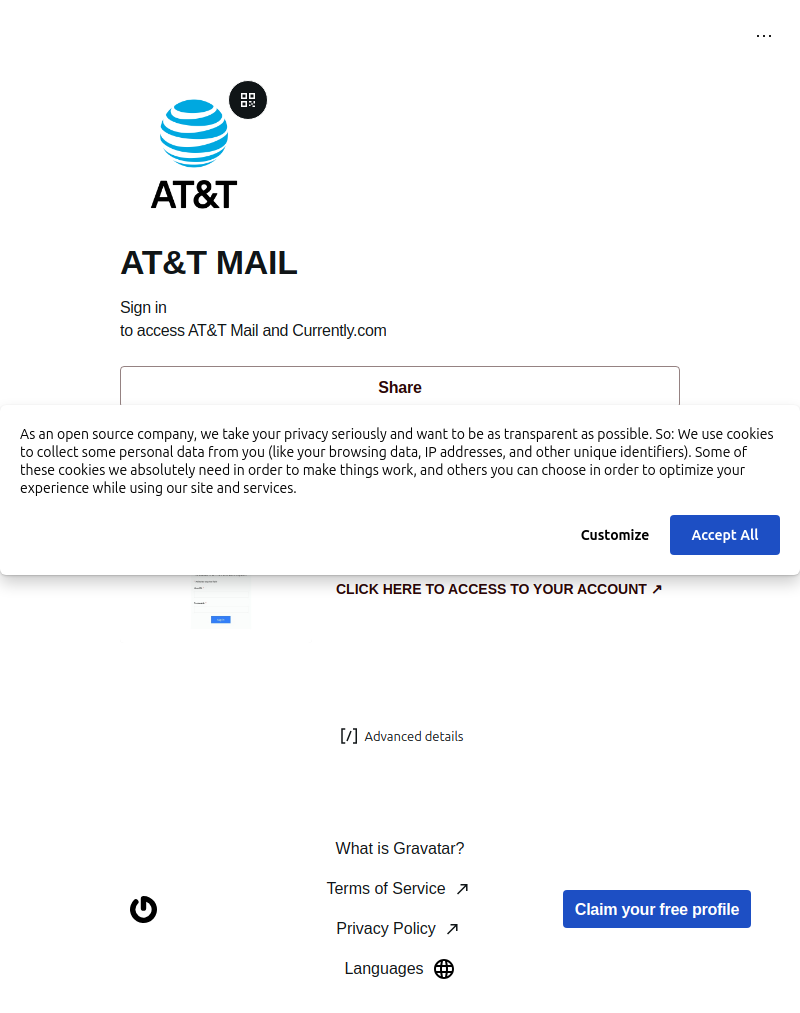 ...
AT&T
AT&T MAIL
Sign in
to access AT&T Mail and Currently.com
Share
As an open source company, we take your privacy seriously and want to be as transparent as possible. So: We use cookies
to collect some personal data from you (like your browsing data, IP addresses, and other unique identifiers). Some of
these cookies we absolutely need in order to make things work, and others you can choose in order to optimize your
experience while using our site and services.
Customize
Accept All
CLICK HERE TO ACCESS TO YOUR ACCOUNT ↗
[/] Advanced details
What is Gravatar?
Terms of Service
Claim your free profile
Privacy Policy
Languages